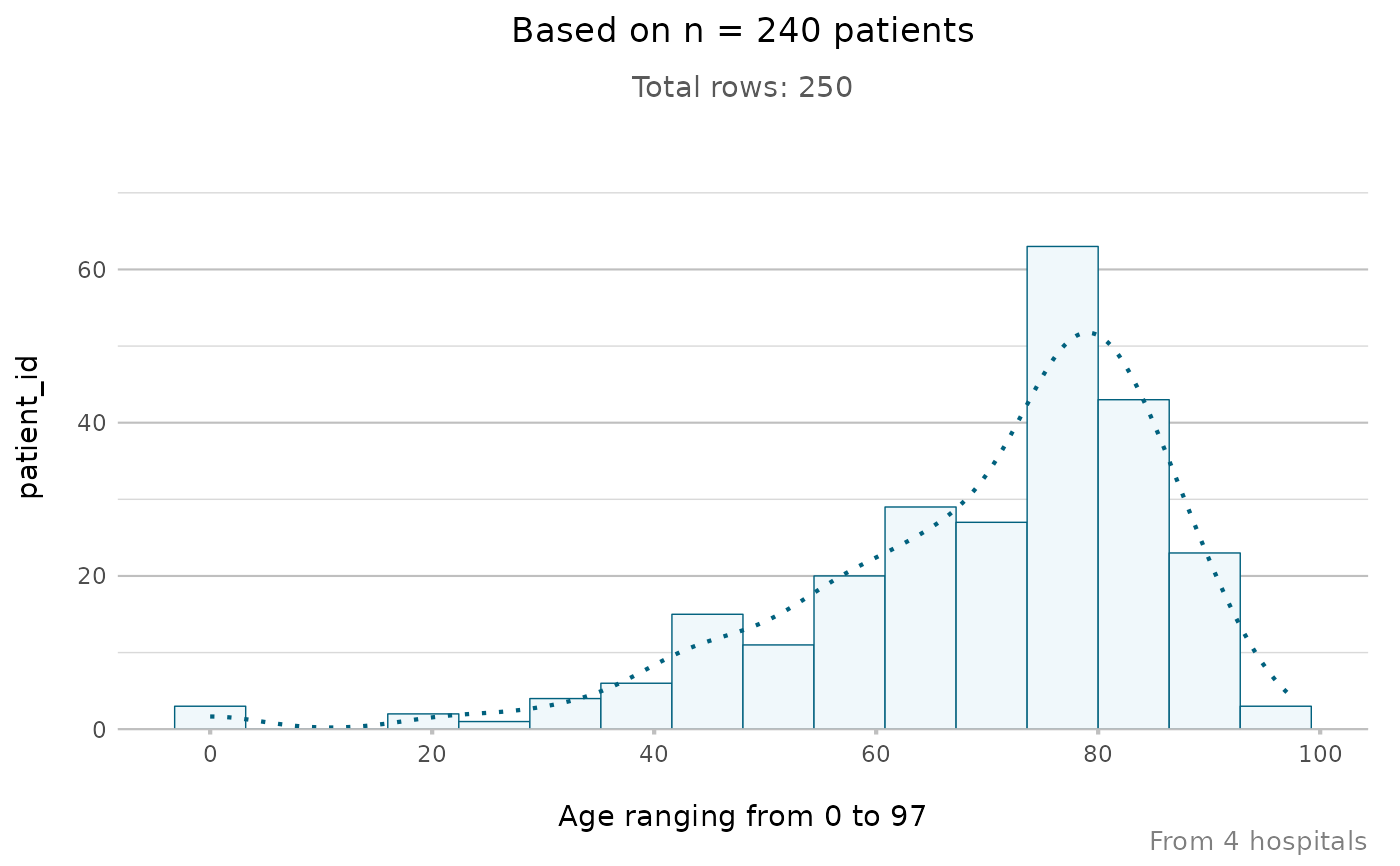 Based on n = 240 patients
Total rows: 250
patient_id
60
40
20
0
0 20 40 60 80 100
Age ranging from 0 to 97
From 4 hospitals